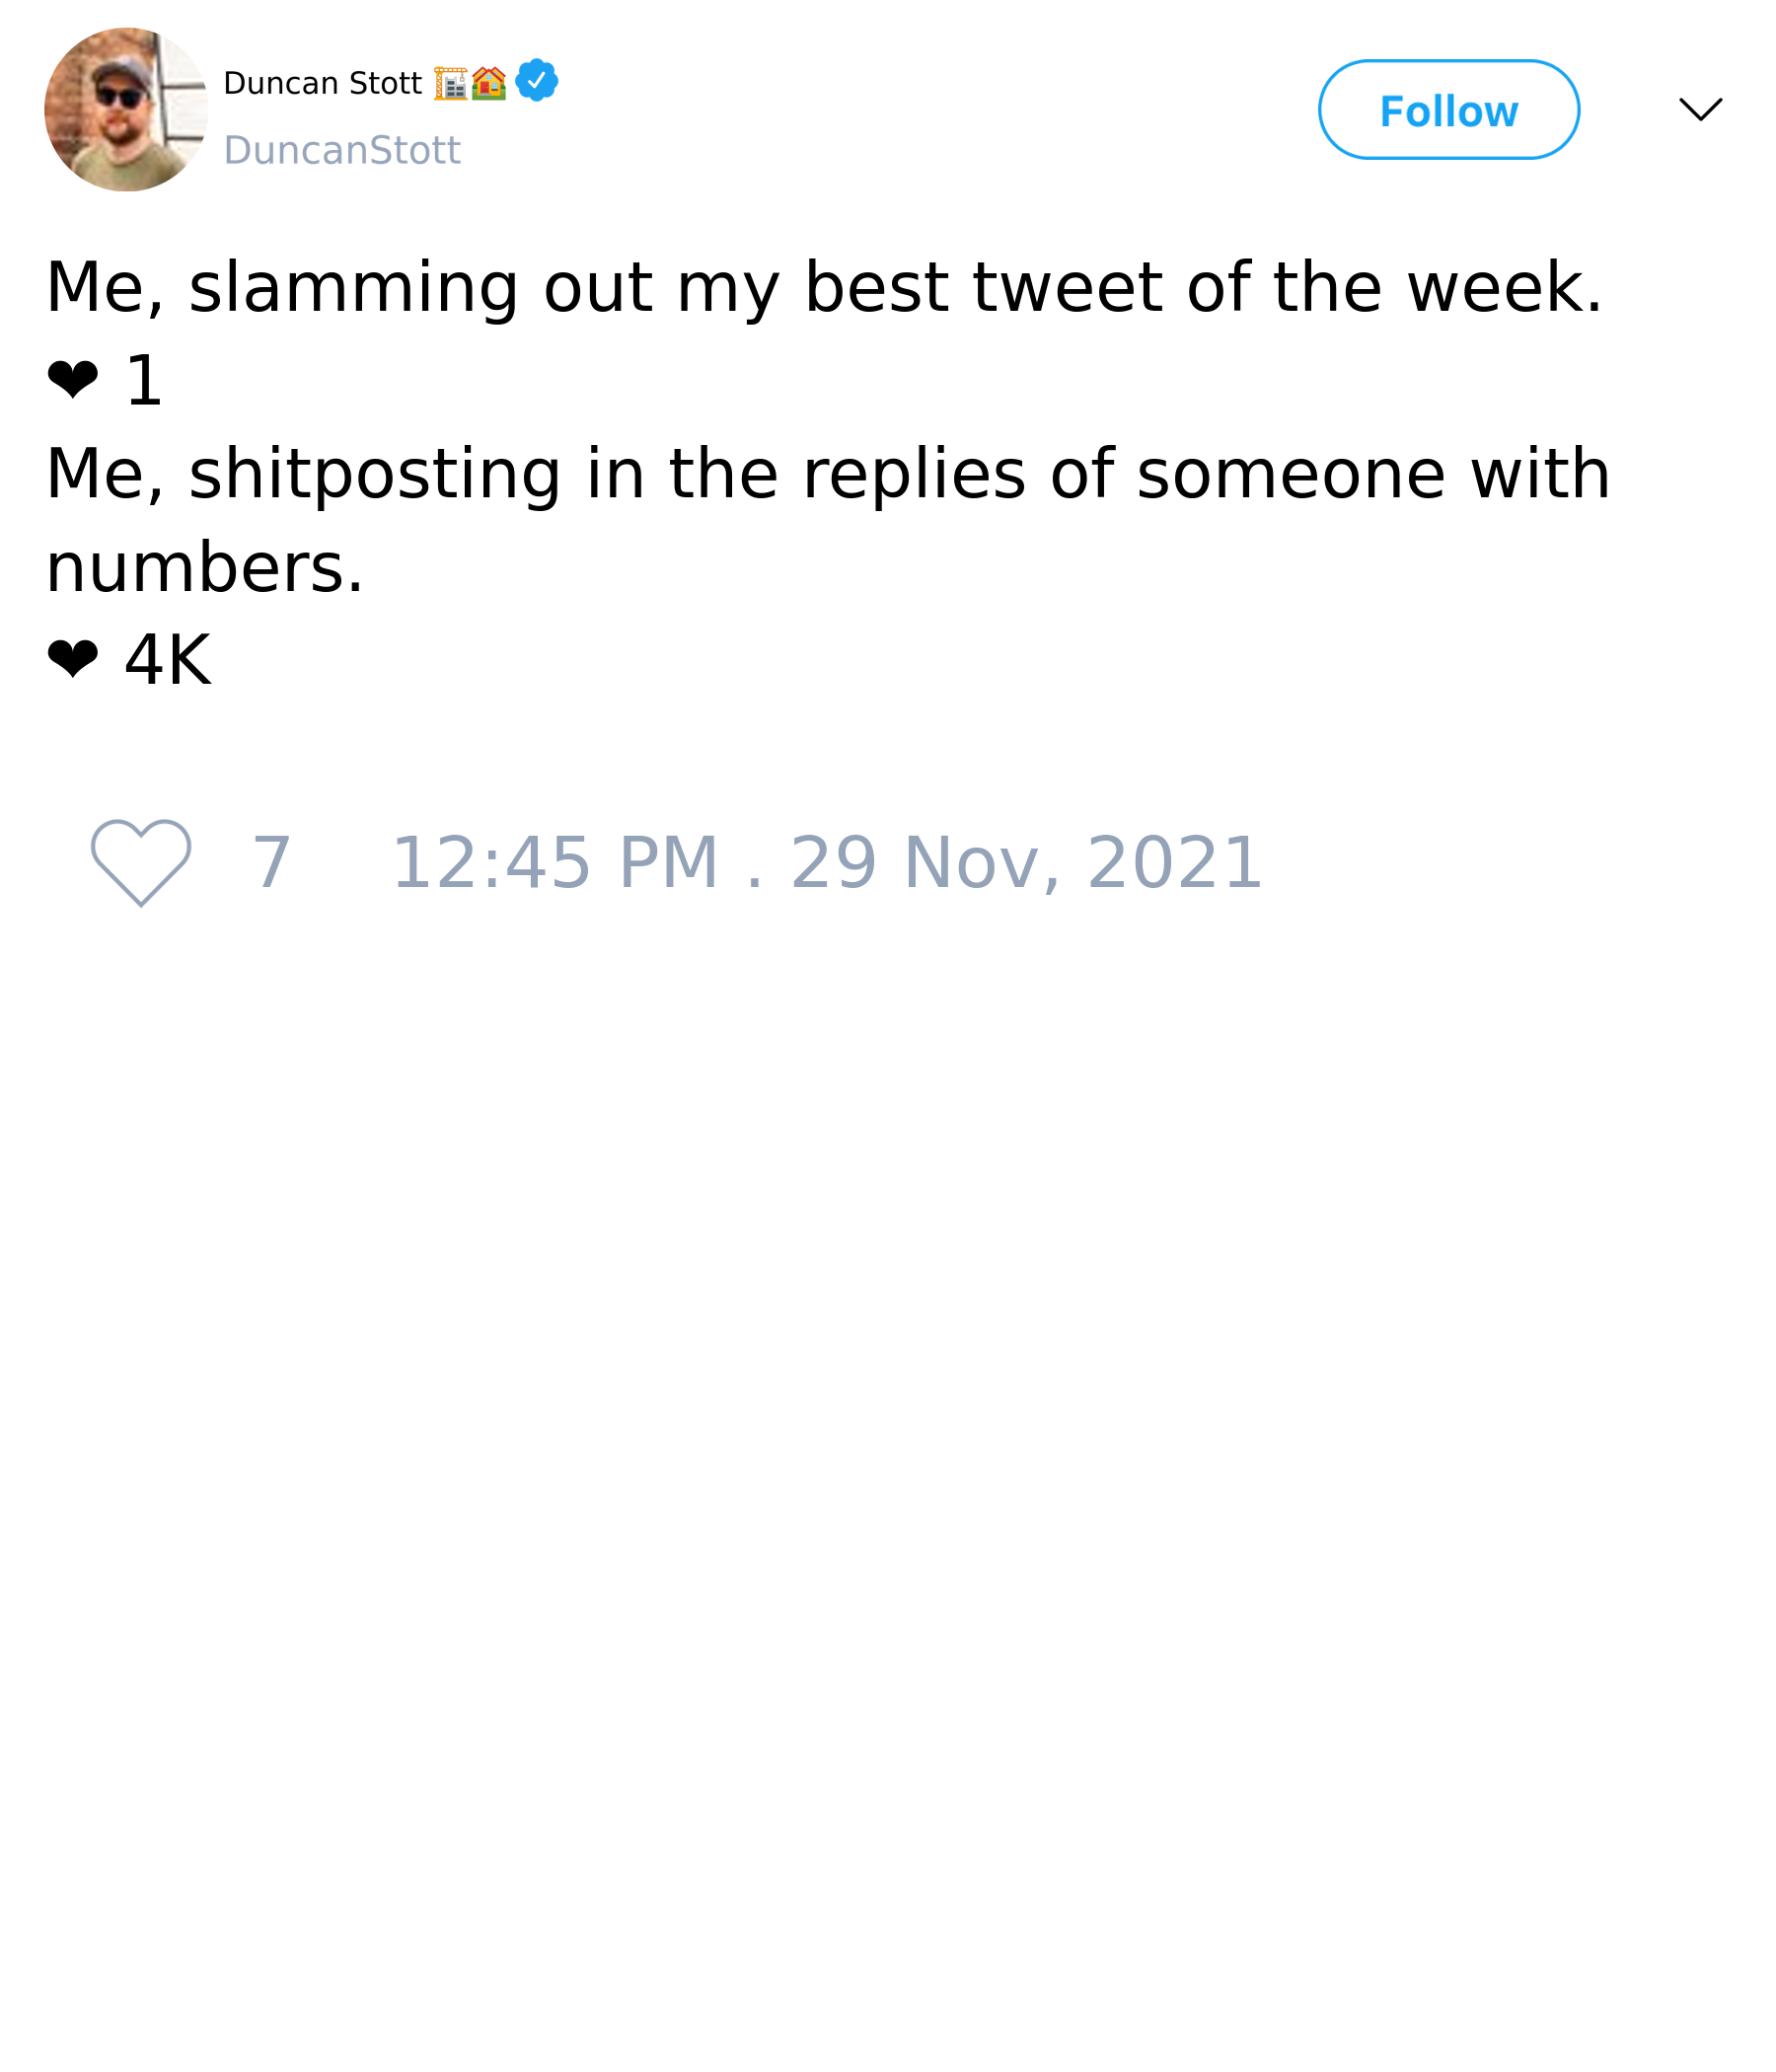 Duncan Stott 🏗🏠
DuncanStott
Follow
Me, slamming out my best tweet of the week.
❤ 1
Me, shitposting in the replies of someone with
numbers.
❤ 4K
7 12:45 PM . 29 Nov, 2021